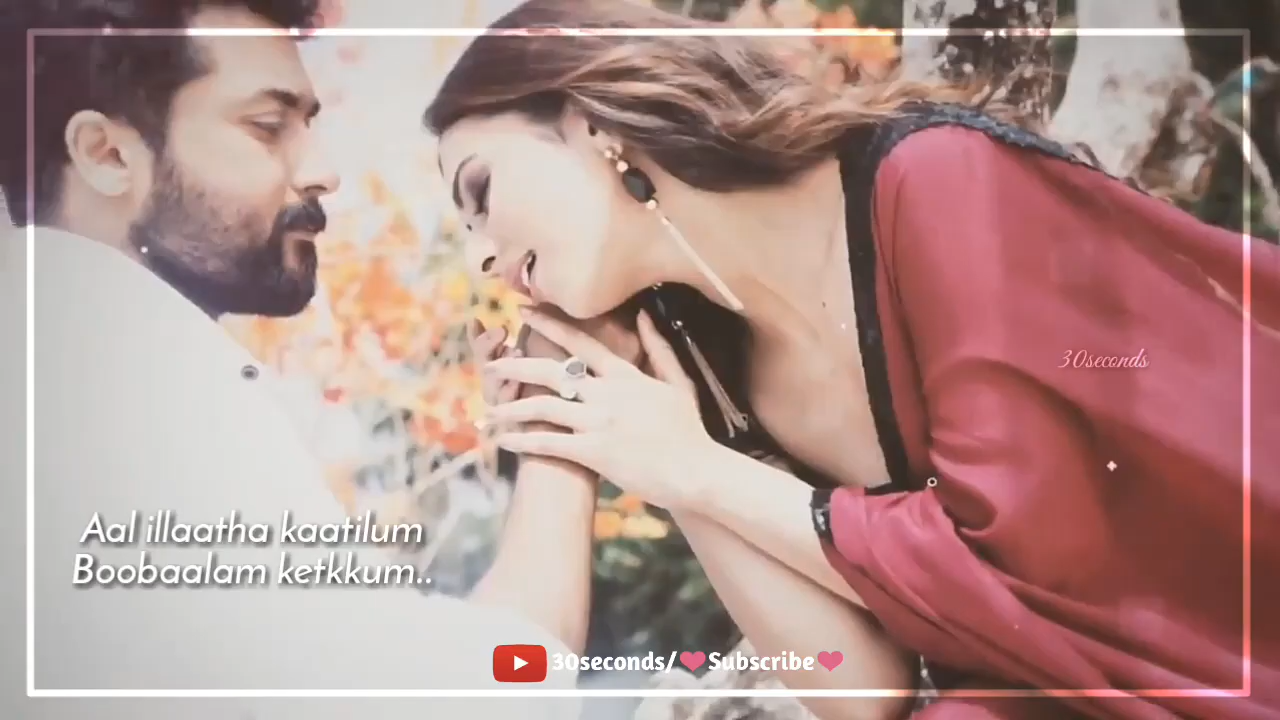 30seconds
Aal illaatha kaatilum
Boobaalam ketkkum..
30seconds/❤Subscribe❤